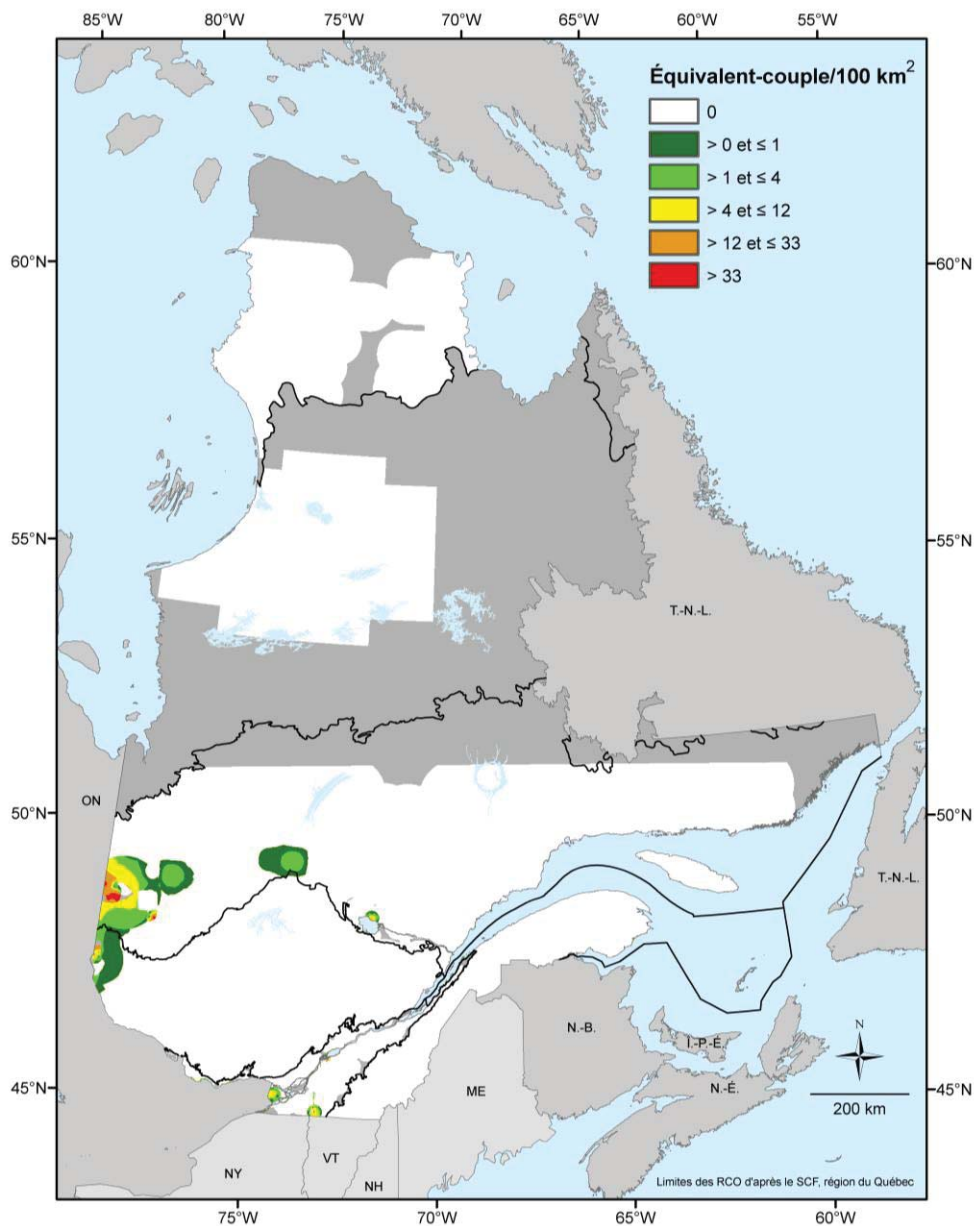 85°W 80°W 75°W 70°W 65°W 60°W 55°W
Équivalent-couple/100 km²
0
> 0 et ≤ 1
> 1 et ≤ 4
> 4 et ≤ 12
> 12 et ≤ 33
> 33
60°N 60°N
55°N 55°N
T.-N.-L.
ON
50°N 50°N
T.-N.-L.
N.-B.
I.-P.-É.
N
N.-É.
45°N 45°N
ME
200 km
VT
NY
NH
Limites des RCO d'après le SCF, région du Québec
75°W 70°W 65°W 60°W